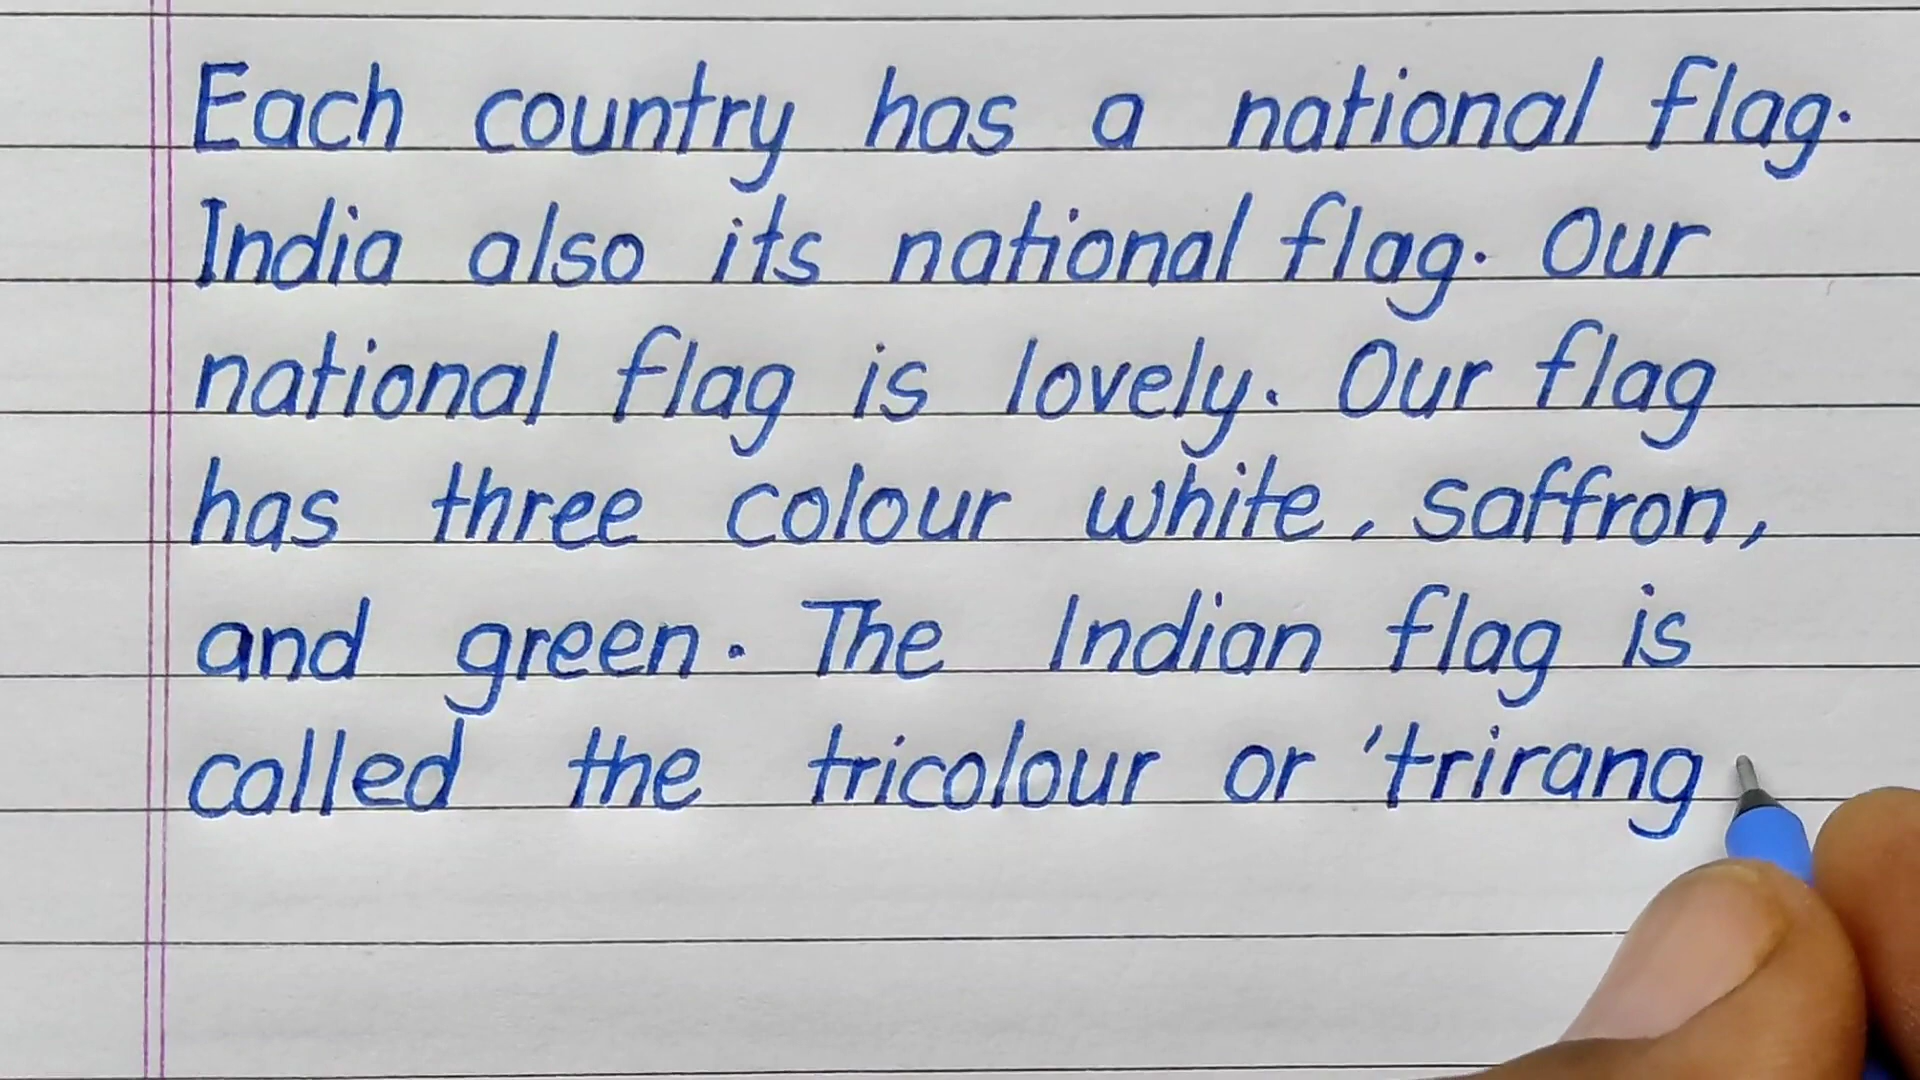 Each country has a national flag.
India also its national flag. Our
national flag is lovely. Our flag
has three colour white, saffron,
and green. The Indian flag is
called the tricolour or 'trirang